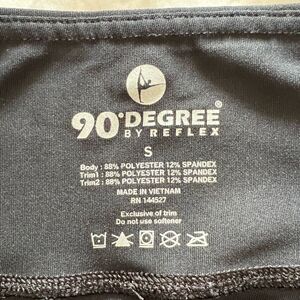 90°DEGREE®
BY REFLEX
S
Body : 88% POLYESTER 12% SPANDEX
Trim1 : 88% POLYESTER 12% SPANDEX
Trim2 : 88% POLYESTER 12% SPANDEX
MADE IN VIETNAM
RN 144527
Exclusive of trim
Do not use softener